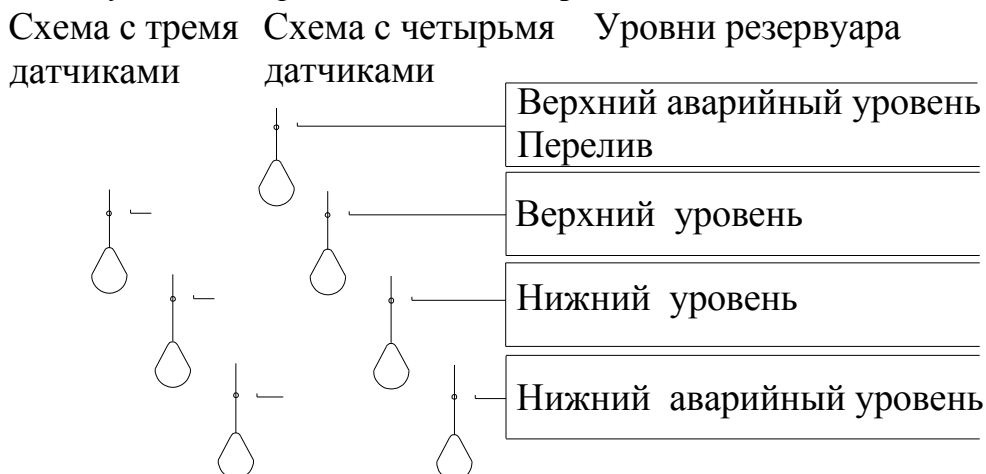 Схема с тремя Схема с четырьмя Уровни резервуара
датчиками датчиками
Верхний аварийный уровень
Перелив
Верхний уровень
Нижний уровень
Нижний аварийный уровень